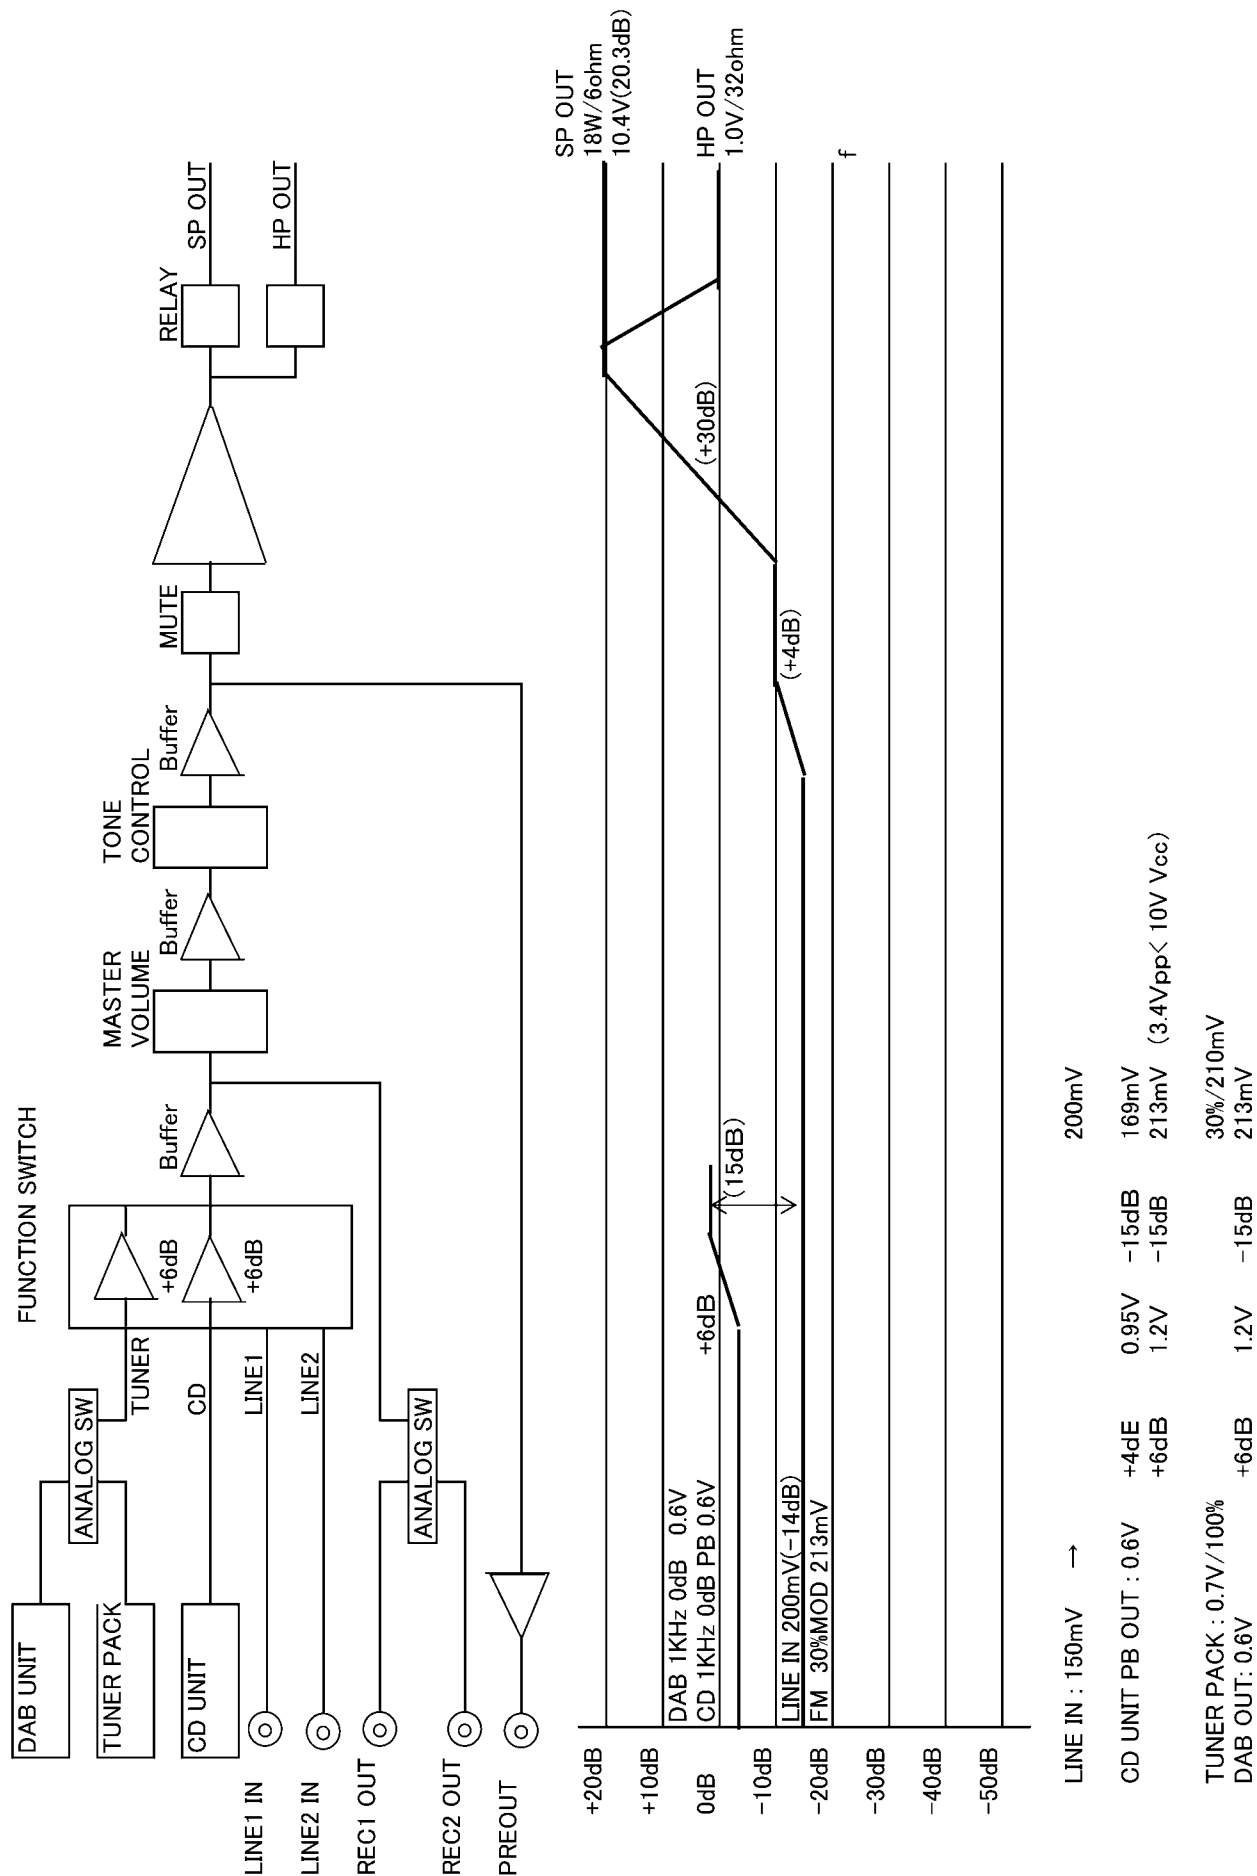 FUNCTION SWITCH
DAB UNIT
TUNER PACK
CD UNIT
LINE1 IN
LINE2 IN
REC1 OUT
REC2 OUT
PREOUT
ANALOG SW
ANALOG SW
TUNER
CD
LINE1
LINE2
+6dB
+6dB
Buffer
MASTER
VOLUME
Buffer
TONE
CONTROL
Buffer
MUTE
RELAY
SP OUT
HP OUT
SP OUT
18W/6ohm
10.4V(20.3dB)
HP OUT
1.0V/32ohm
f
+20dB
+10dB
0dB
-10dB
-20dB
-30dB
-40dB
-50dB
DAB 1KHz 0dB 0.6V
CD 1KHz 0dB PB 0.6V
+6dB
(15dB)
(+4dB)
(+30dB)
LINE IN 200mV(-14dB)
FM 30%MOD 213mV
LINE IN : 150mV → 200mV
CD UNIT PB OUT : 0.6V +4dE 0.95V -15dB 169mV
+6dB 1.2V -15dB 213mV (3.4Vpp< 10V Vcc)
TUNER PACK : 0.7V/100% 30%/210mV
DAB OUT: 0.6V +6dB 1.2V -15dB 213mV